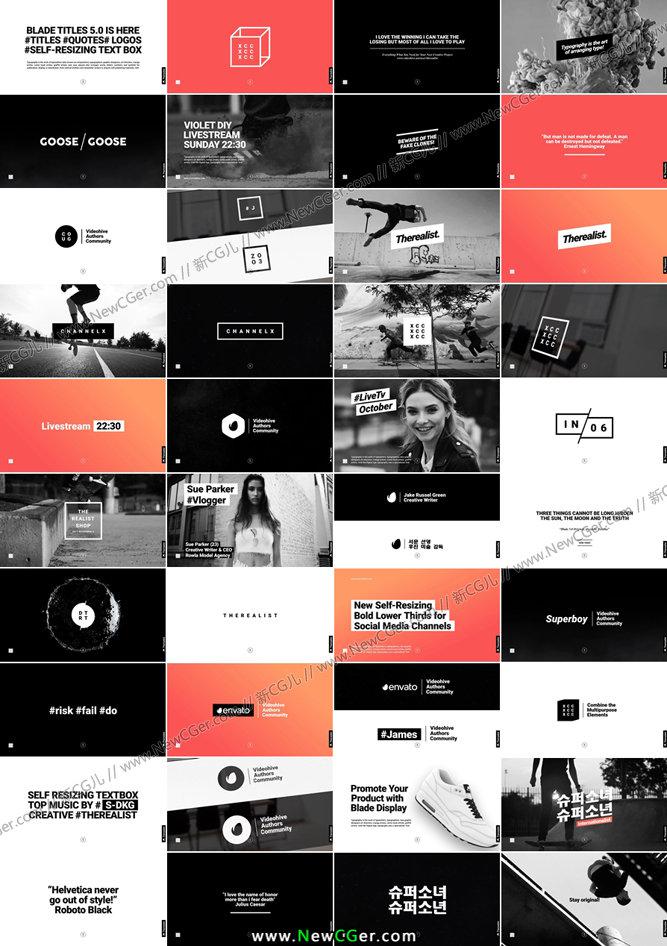 BLADE TITLES 5.0 IS HERE
#TITLES #QUOTES# LOGOS
#SELF-RESIZING TEXT BOX
XCC
XCC
XCC
I LOVE THE WINNING I CAN TAKE THE
LOSING BUT MOST OF ALL I LOVE TO PLAY
Typography is the art
of arranging type!
GOOSE / GOOSE
VIOLET DIY
LIVESTREAM
SUNDAY 22:30
BEWARE OF THE
FAKE CLONES!
"But man is not made for defeat. A man
can be destroyed but not defeated."
Ernest Hemingway
CO
UG
Videohive
Authors
Community
ZO
03
Therealist.
Therealist.
CHANNELX
CHANNELX
XCC
XCC
XCC
XCC
XCC
XCC
Livestream 22:30
Videohive
Authors
Community
#LiveTv
October
IN/06
THE
REALIST
SHOP
Sue Parker
#Vlogger
Sue Parker (23)
Creative Writer & CEO
Rowla Model Agency
Jake Russel Green
Creative Writer
THREE THINGS CANNOT BE LONG HIDDEN
THE SUN, THE MOON AND THE TRUTH
DT
RT
THEREALIST
New Self-Resizing
Bold Lower Thirds for
Social Media Channels
Superboy
Videohive
Authors
Community
#risk #fail #do
envato
Videohive
Authors
Community
envato
Videohive
Authors
Community
#James
Videohive
Authors
Community
XCC
XCC
XCC
Combine the
Multipurpose
Elements
SELF RESIZING TEXTBOX
TOP MUSIC BY # S-DKG
CREATIVE #THEREALIST
Videohive
Authors
Community
Videohive
Authors
Community
Promote Your
Product with
Blade Display
슈퍼소녀
슈퍼소년
Internationalist
"Helvetica never
go out of style!"
Roboto Black
"I love the name of honor
more than I fear death"
Julius Caesar
슈퍼소녀
슈퍼소년
Stay original!
www.NewCGer.com // 新CG儿
www.NewCGer.com